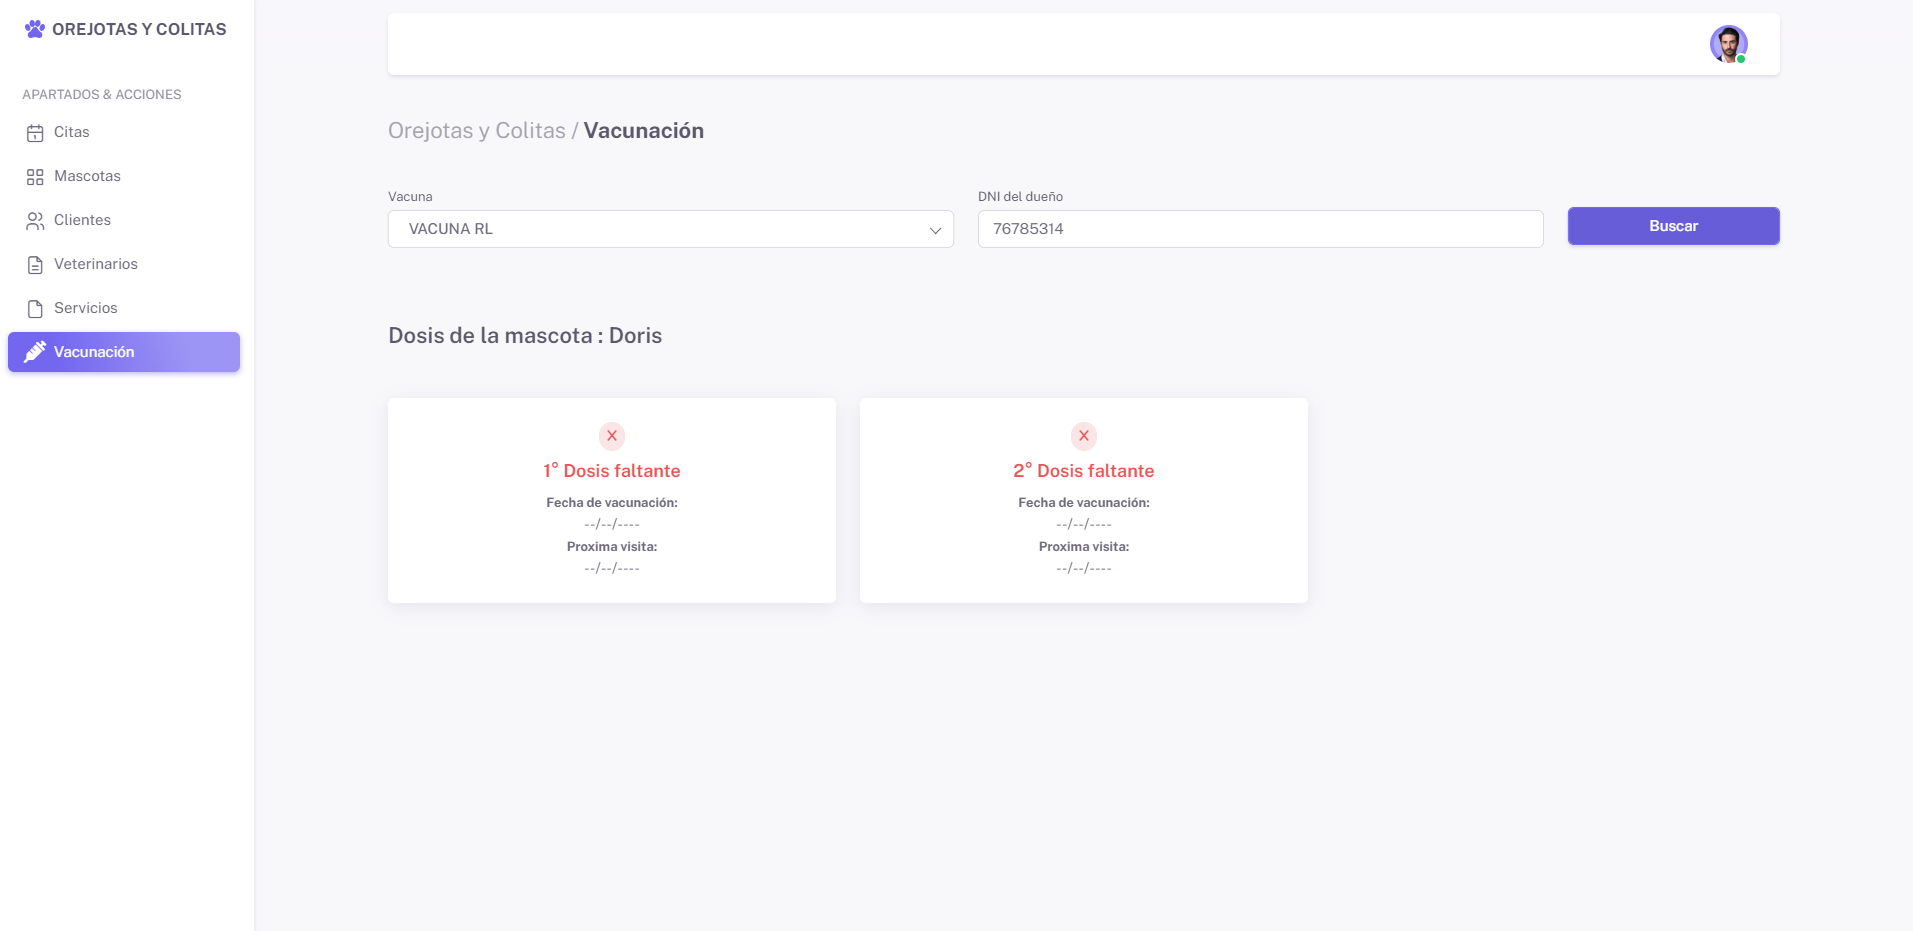 OREJOTAS Y COLITAS
APARTADOS & ACCIONES
Citas
Mascotas
Clientes
Veterinarios
Servicios
Vacunación
Orejotas y Colitas / Vacunación
Vacuna
VACUNA RL
DNI del dueño
76785314
Buscar
Dosis de la mascota : Doris
1° Dosis faltante
Fecha de vacunación:
--/--/----
Proxima visita:
--/--/----
2° Dosis faltante
Fecha de vacunación:
--/--/----
Proxima visita:
--/--/----